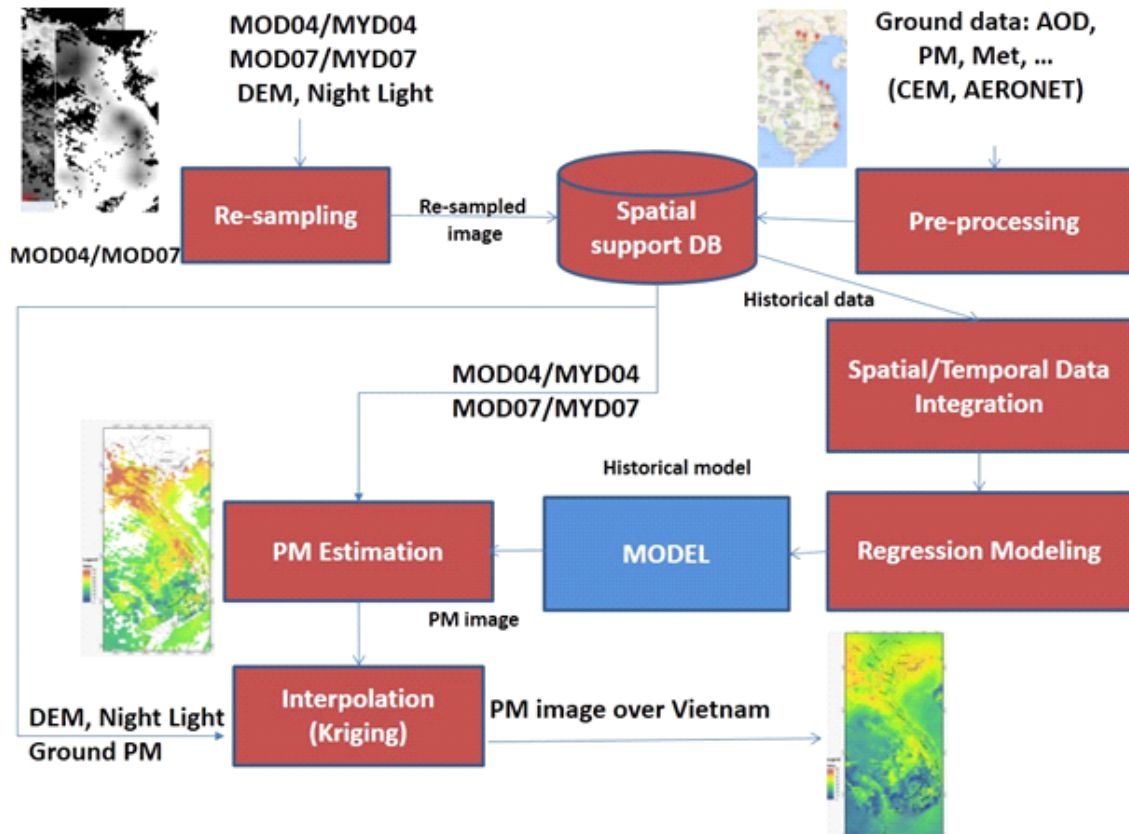 MOD04/MYD04
MOD07/MYD07
DEM, Night Light
Ground data: AOD,
PM, Met, ...
(CEM, AERONET)
MOD04/MOD07
Re-sampling
Re-sampled
image
Spatial
support DB
Pre-processing
Historical data
MOD04/MYD04
MOD07/MYD07
Spatial/Temporal Data
Integration
Historical model
PM Estimation
MODEL
Regression Modeling
PM image
DEM, Night Light
Ground PM
Interpolation
(Kriging)
PM image over Vietnam